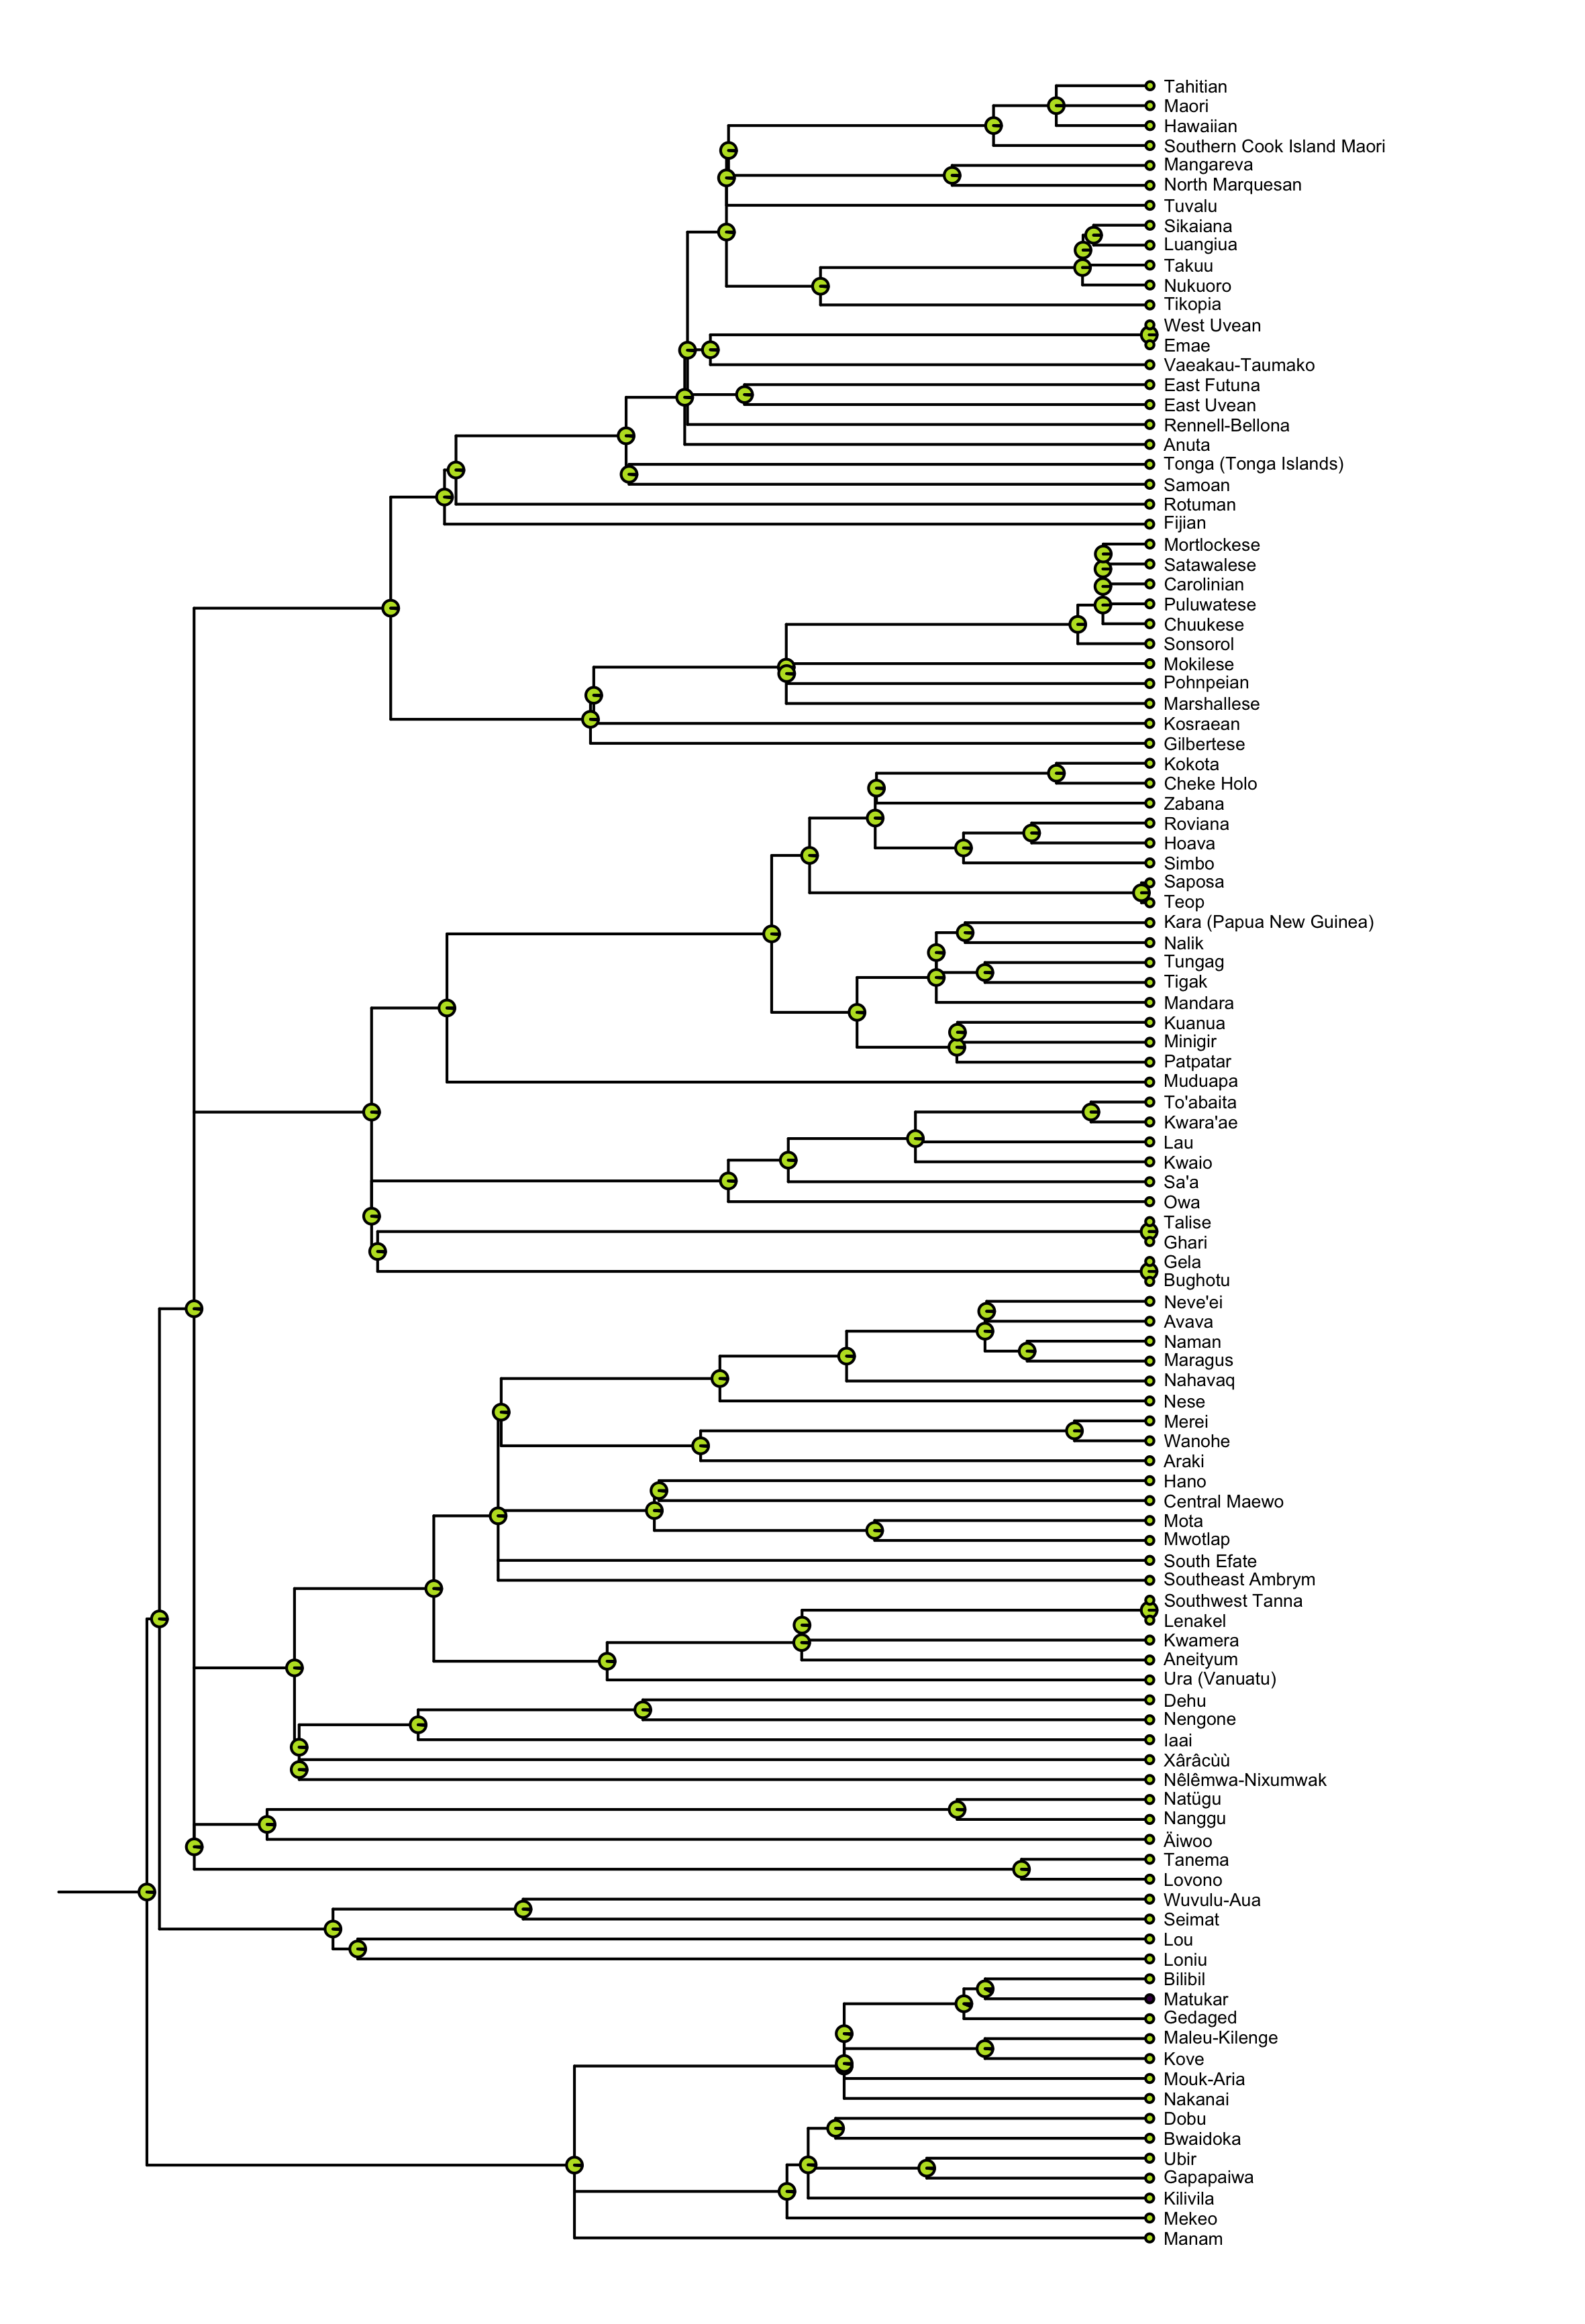 Tahitian
Maori
Hawaiian
Southern Cook Island Maori
Mangareva
North Marquesan
Tuvalu
Sikaiana
Luangiua
Takuu
Nukuoro
Tikopia
West Uvean
Emae
Vaeakau-Taumako
East Futuna
East Uvean
Rennell-Bellona
Anuta
Tonga (Tonga Islands)
Samoan
Rotuman
Fijian
Mortlockese
Satawalese
Carolinian
Puluwatese
Chuukese
Sonsorol
Mokilese
Pohnpeian
Marshallese
Kosraean
Gilbertese
Kokota
Cheke Holo
Zabana
Roviana
Hoava
Simbo
Saposa
Teop
Kara (Papua New Guinea)
Nalik
Tungag
Tigak
Mandara
Kuanua
Minigir
Patpatar
Muduapa
To'abaita
Kwara'ae
Lau
Kwaio
Sa'a
Owa
Talise
Ghari
Gela
Bughotu
Neve'ei
Avava
Naman
Maragus
Nahavaq
Nese
Merei
Wanohe
Araki
Hano
Central Maewo
Mota
Mwotlap
South Efate
Southeast Ambrym
Southwest Tanna
Lenakel
Kwamera
Aneityum
Ura (Vanuatu)
Dehu
Nengone
Iaai
Xârâcùù
Nêlêmwa-Nixumwak
Natügu
Nanggu
Äiwoo
Tanema
Lovono
Wuvulu-Aua
Seimat
Lou
Loniu
Bilibil
Matukar
Gedaged
Maleu-Kilenge
Kove
Mouk-Aria
Nakanai
Dobu
Bwaidoka
Ubir
Gapapaiwa
Kilivila
Mekeo
Manam